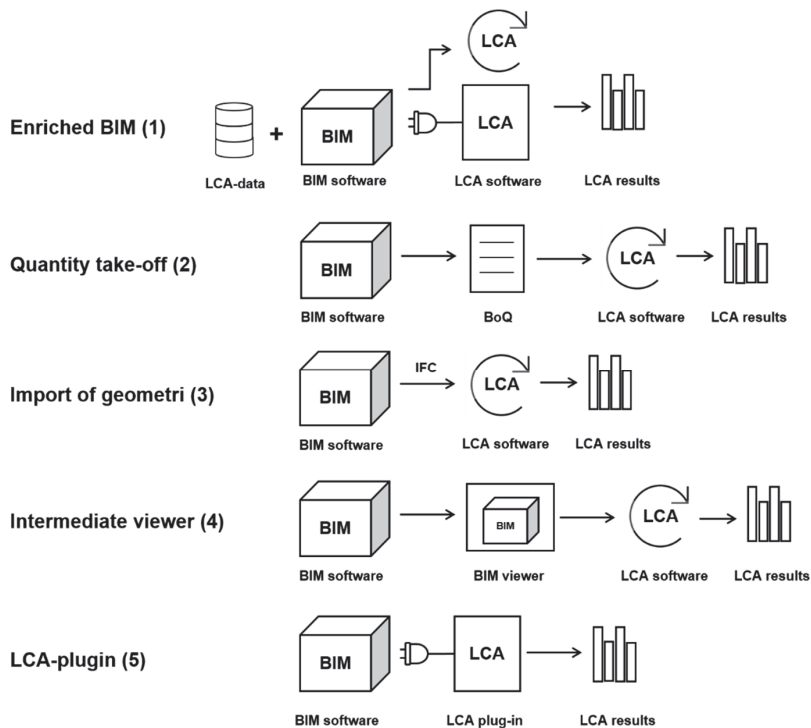 LCA
Enriched BIM (1)
+
BIM
LCA
LCA-data
BIM software
LCA software
LCA results
Quantity take-off (2)
BIM
LCA
BIM software
BoQ
LCA software
LCA results
Import of geometri (3)
BIM
IFC
LCA
BIM software
LCA software
LCA results
Intermediate viewer (4)
BIM
BIM
LCA
BIM software
BIM viewer
LCA software
LCA results
LCA-plugin (5)
BIM
LCA
BIM software
LCA plug-in
LCA results